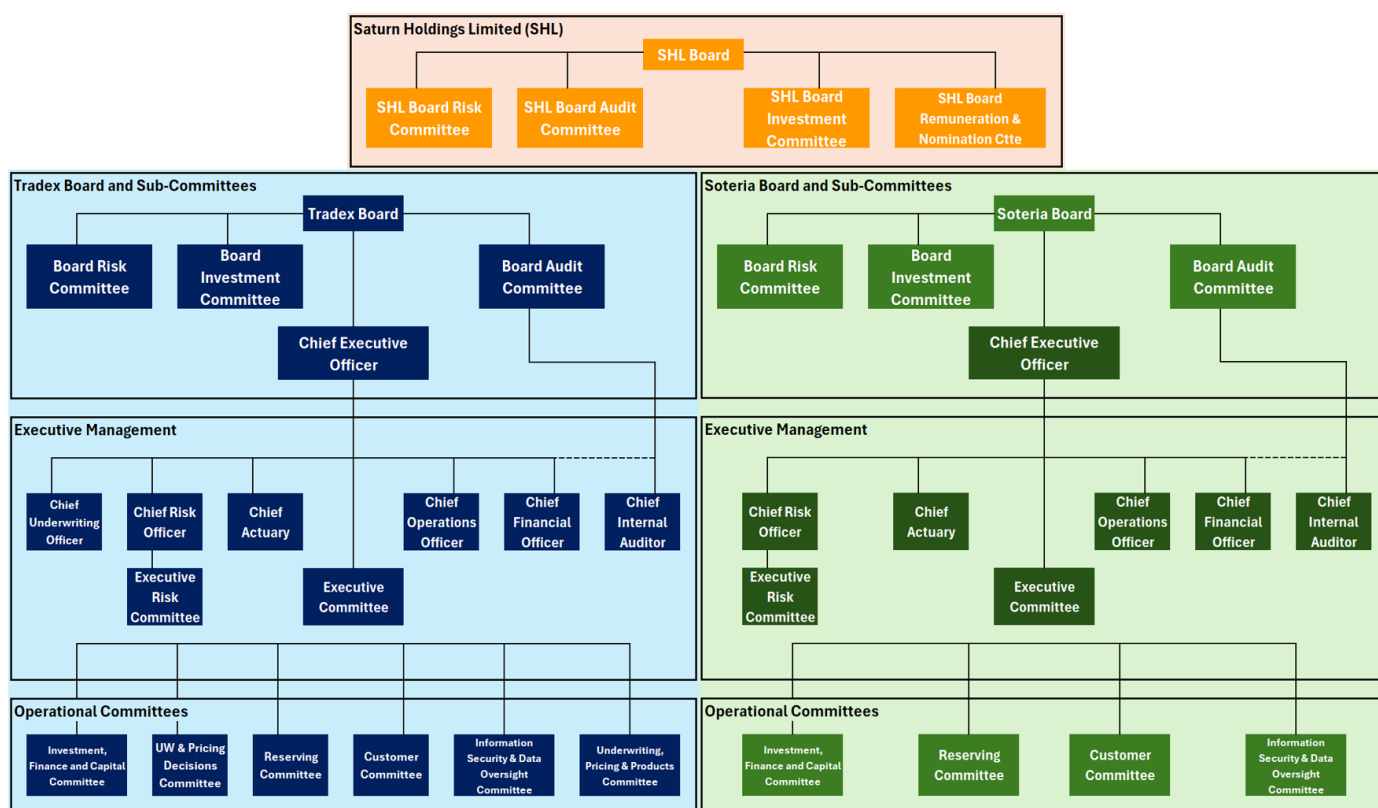 Saturn Holdings Limited (SHL)
SHL Board
SHL Board Risk
Committee
SHL Board Audit
Committee
SHL Board
Investment
Committee
SHL Board
Remuneration &
Nomination Ctte
Tradex Board and Sub-Committees
Tradex Board
Board Risk
Committee
Board
Investment
Committee
Board Audit
Committee
Chief Executive
Officer
Executive Management
Chief
Underwriting
Officer
Chief Risk
Officer
Chief
Actuary
Chief
Operations
Officer
Chief
Financial
Officer
Chief
Internal
Auditor
Executive
Risk
Committee
Executive
Committee
Operational Committees
Investment,
Finance and Capital
Committee
UW & Pricing
Decisions
Committee
Reserving
Committee
Customer
Committee
Information
Security & Data
Oversight
Committee
Underwriting,
Pricing & Products
Committee
Soteria Board and Sub-Committees
Soteria Board
Board Risk
Committee
Board
Investment
Committee
Board Audit
Committee
Chief Executive
Officer
Executive Management
Chief Risk
Officer
Chief
Actuary
Chief
Operations
Officer
Chief
Financial
Officer
Chief
Internal
Auditor
Executive
Risk
Committee
Executive
Committee
Operational Committees
Investment,
Finance and Capital
Committee
Reserving
Committee
Customer
Committee
Information
Security & Data
Oversight
Committee